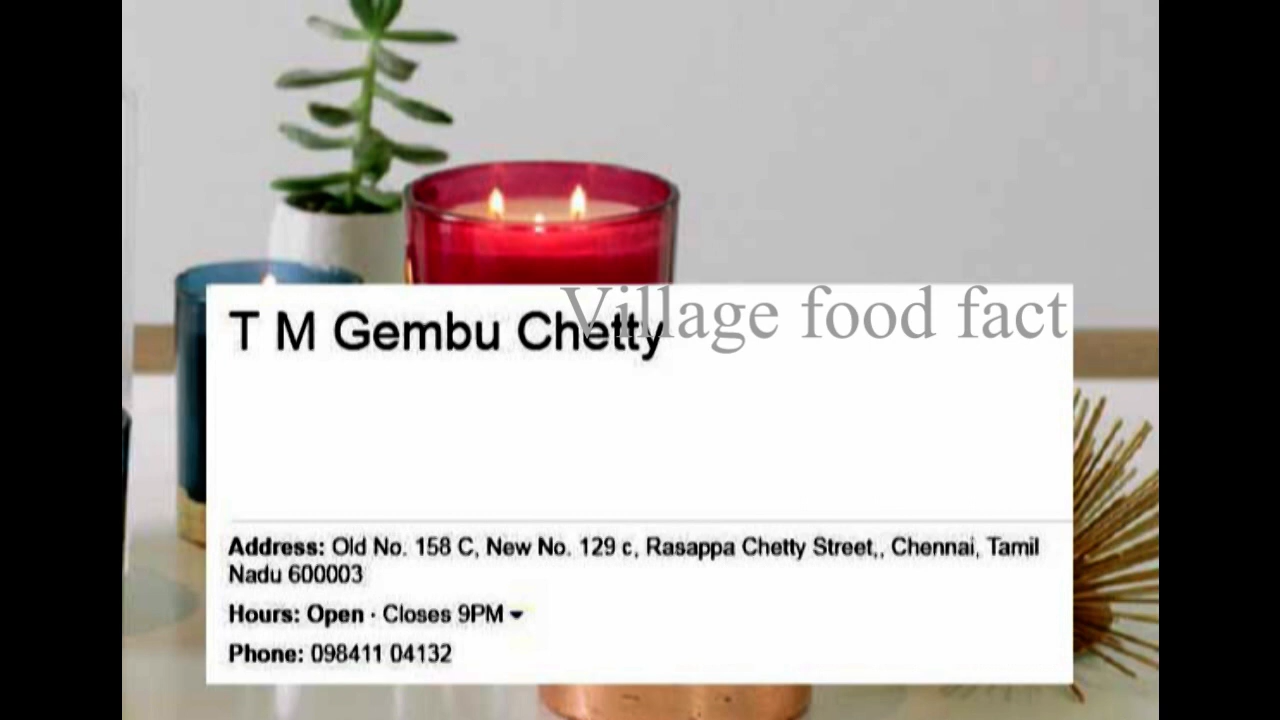 Village food fact
T M Gembu Chetty
Address: Old No. 158 C, New No. 129 c, Rasappa Chetty Street,, Chennai, Tamil
Nadu 600003
Hours: Open · Closes 9PM
Phone: 098411 04132